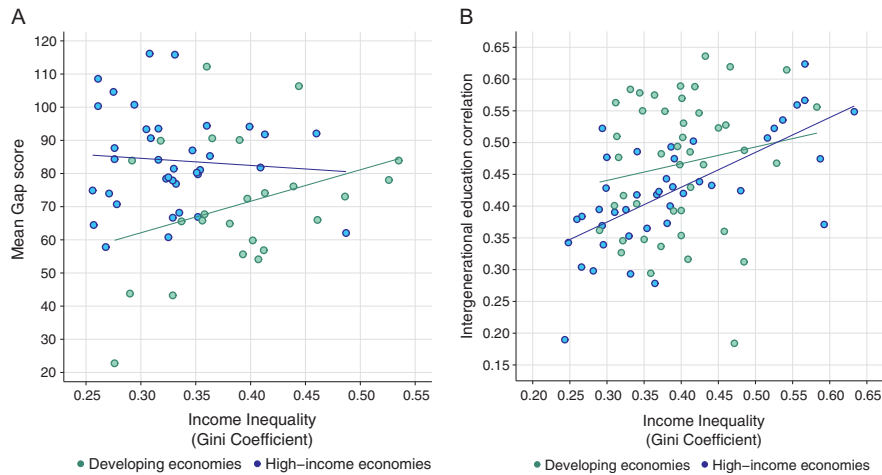 A
Mean Gap score
120
110
100
90
80
70
60
50
40
30
20
0.25 0.30 0.35 0.40 0.45 0.50 0.55
Income Inequality
(Gini Coefficient)
Developing economies High−income economies
B
Intergenerational education correlation
0.65
0.60
0.55
0.50
0.45
0.40
0.35
0.30
0.25
0.20
0.15
0.20 0.25 0.30 0.35 0.40 0.45 0.50 0.55 0.60 0.65
Income Inequality
(Gini Coefficient)
Developing economies High−income economies